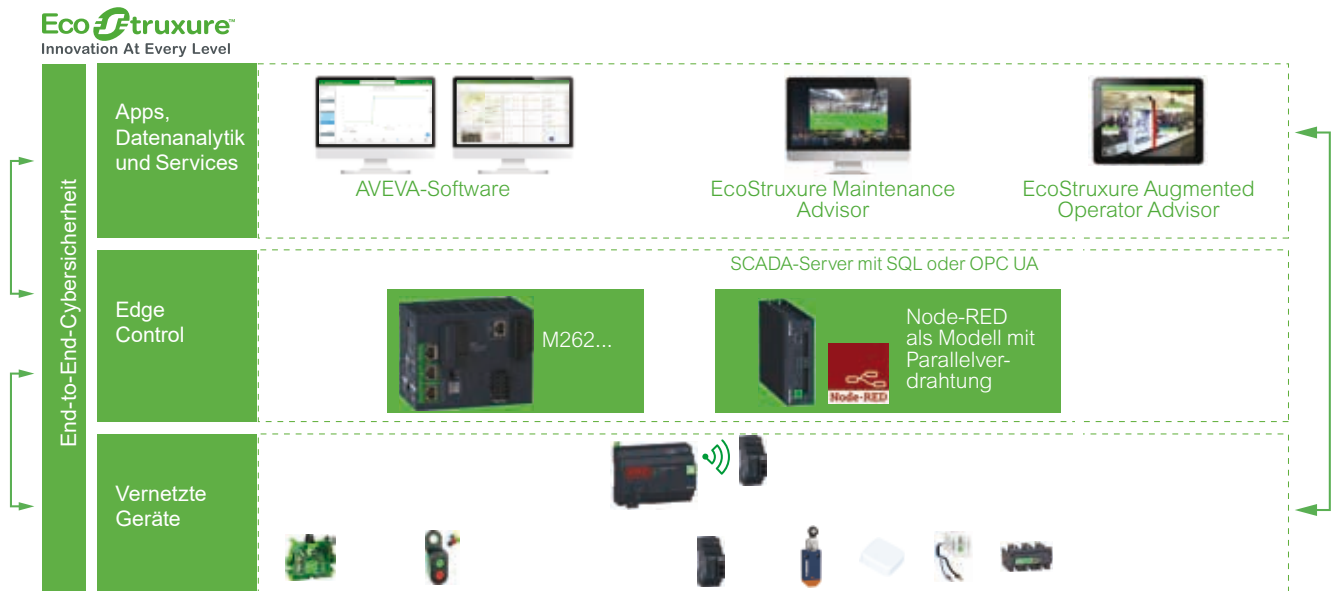 EcoStruxure™
Innovation At Every Level
End-to-End-Cybersicherheit
Apps,
Datenanalytik
und Services
AVEVA-Software
EcoStruxure Maintenance
Advisor
EcoStruxure Augmented
Operator Advisor
Edge
Control
SCADA-Server mit SQL oder OPC UA
M262...
Node-RED
als Modell mit
Parallelver-
drahtung
Node-RED
Vernetzte
Geräte